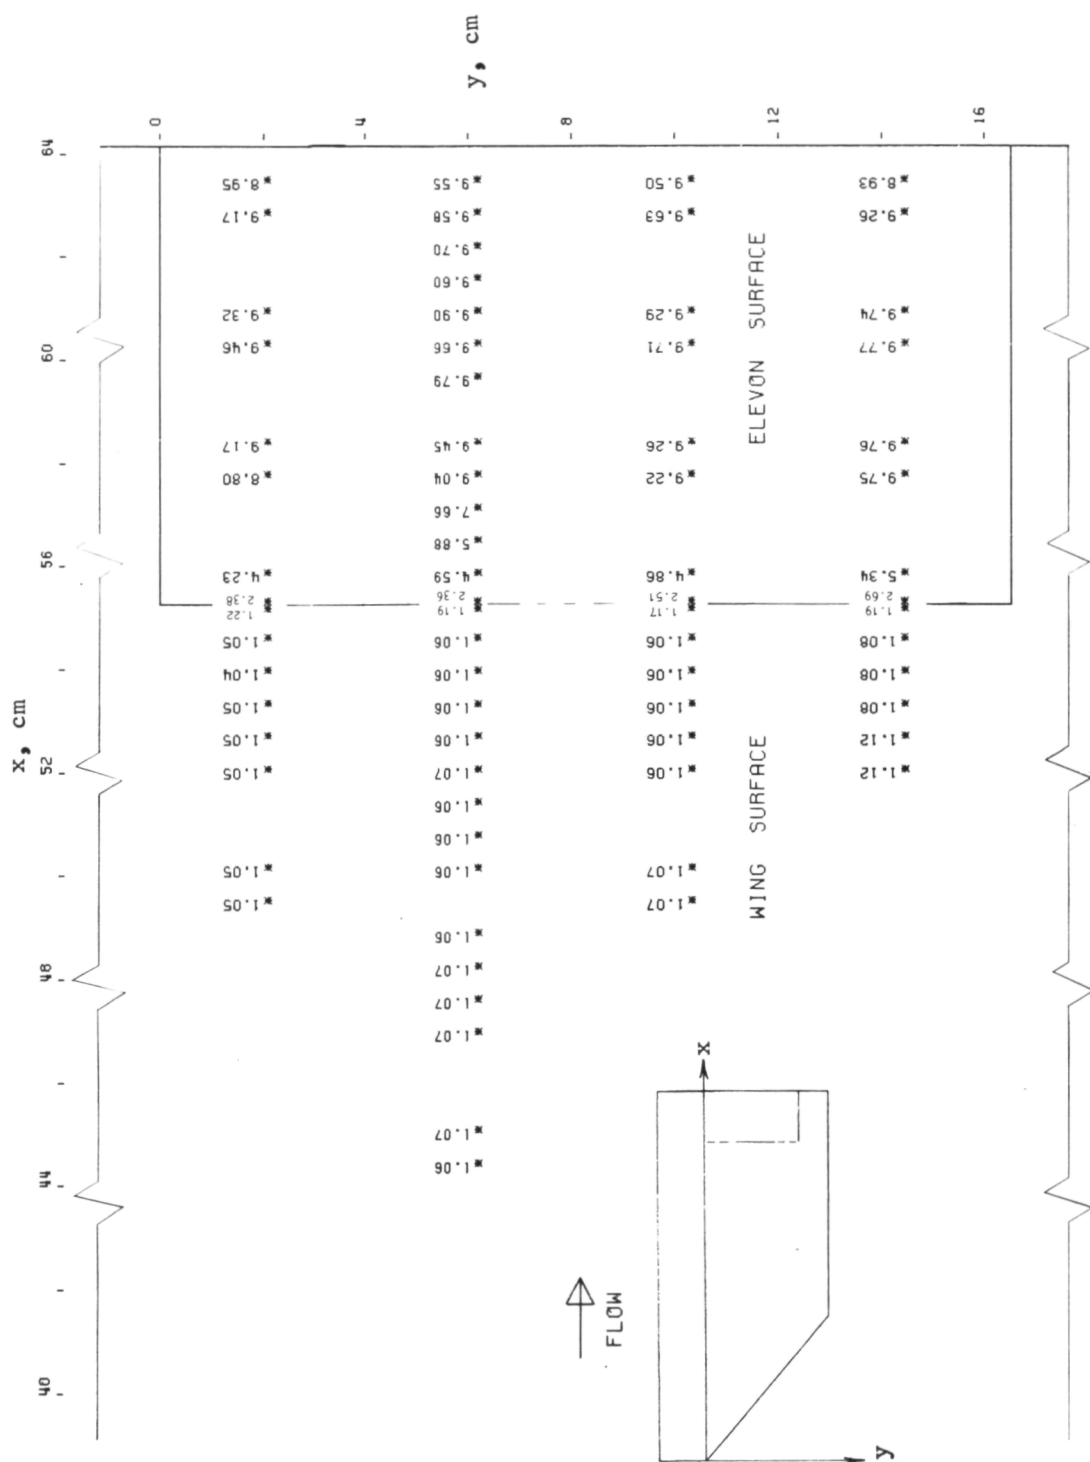 y, cm
0 4 8 12 16
x, cm
64
60
56
52
48
44
40
8.95 9.55 9.50 8.93
9.17 9.58 9.63 9.26
9.70
9.60
9.32 9.90 9.29 9.74
9.46 9.66 9.71 9.77
9.79
9.17 9.45 9.26 9.76
8.80 9.04 9.22 9.75
7.66
5.88
4.23 4.59 4.86 5.34
2.38 2.36 2.51 2.69
1.22 1.19 1.17 1.19
1.05 1.06 1.06 1.08
1.04 1.06 1.06 1.08
1.05 1.06 1.06 1.08
1.05 1.06 1.06 1.12
1.05 1.07 1.06 1.12
1.06
1.06
1.05 1.06 1.07
1.05 1.07
1.06
1.07
1.07
1.07
1.07
1.06
ELEVON SURFACE
WING SURFACE
FLOW
x
y